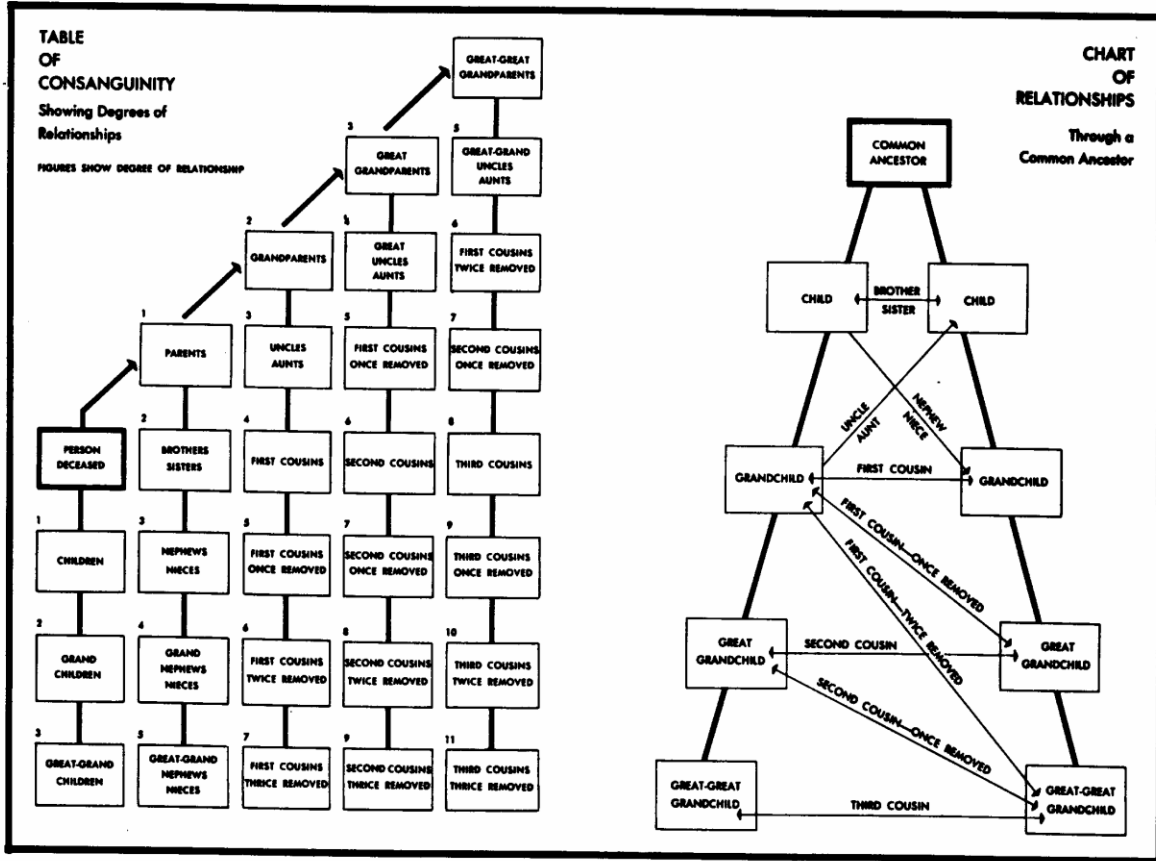 TABLE
OF
CONSANGUINITY
Showing Degrees of
Relationships
FIGURES SHOW DEGREE OF RELATIONSHIP
GREAT-GREAT
GRANDPARENTS
3
GREAT
GRANDPARENTS
5
GREAT-GRAND
UNCLES
AUNTS
2
GRANDPARENTS
4
GREAT
UNCLES
AUNTS
6
FIRST COUSINS
TWICE REMOVED
1
PARENTS
3
UNCLES
AUNTS
5
FIRST COUSINS
ONCE REMOVED
7
SECOND COUSINS
ONCE REMOVED
PERSON
DECEASED
2
BROTHERS
SISTERS
4
FIRST COUSINS
6
SECOND COUSINS
8
THIRD COUSINS
1
CHILDREN
3
NEPHEWS
NIECES
5
FIRST COUSINS
ONCE REMOVED
7
SECOND COUSINS
ONCE REMOVED
9
THIRD COUSINS
ONCE REMOVED
2
GRAND
CHILDREN
4
GRAND
NEPHEWS
NIECES
6
FIRST COUSINS
TWICE REMOVED
8
SECOND COUSINS
TWICE REMOVED
10
THIRD COUSINS
TWICE REMOVED
3
GREAT-GRAND
CHILDREN
5
GREAT-GRAND
NEPHEWS
NIECES
7
FIRST COUSINS
THRICE REMOVED
9
SECOND COUSINS
THRICE REMOVED
11
THIRD COUSINS
THRICE REMOVED
CHART
OF
RELATIONSHIPS
Through a
Common Ancestor
COMMON
ANCESTOR
CHILD
BROTHER
SISTER
CHILD
UNCLE
AUNT
NEPHEW
NIECE
GRANDCHILD
FIRST COUSIN
GRANDCHILD
FIRST COUSIN—ONCE REMOVED
FIRST COUSIN—TWICE REMOVED
GREAT
GRANDCHILD
SECOND COUSIN
GREAT
GRANDCHILD
SECOND COUSIN—ONCE REMOVED
GREAT-GREAT
GRANDCHILD
THIRD COUSIN
GREAT-GREAT
GRANDCHILD